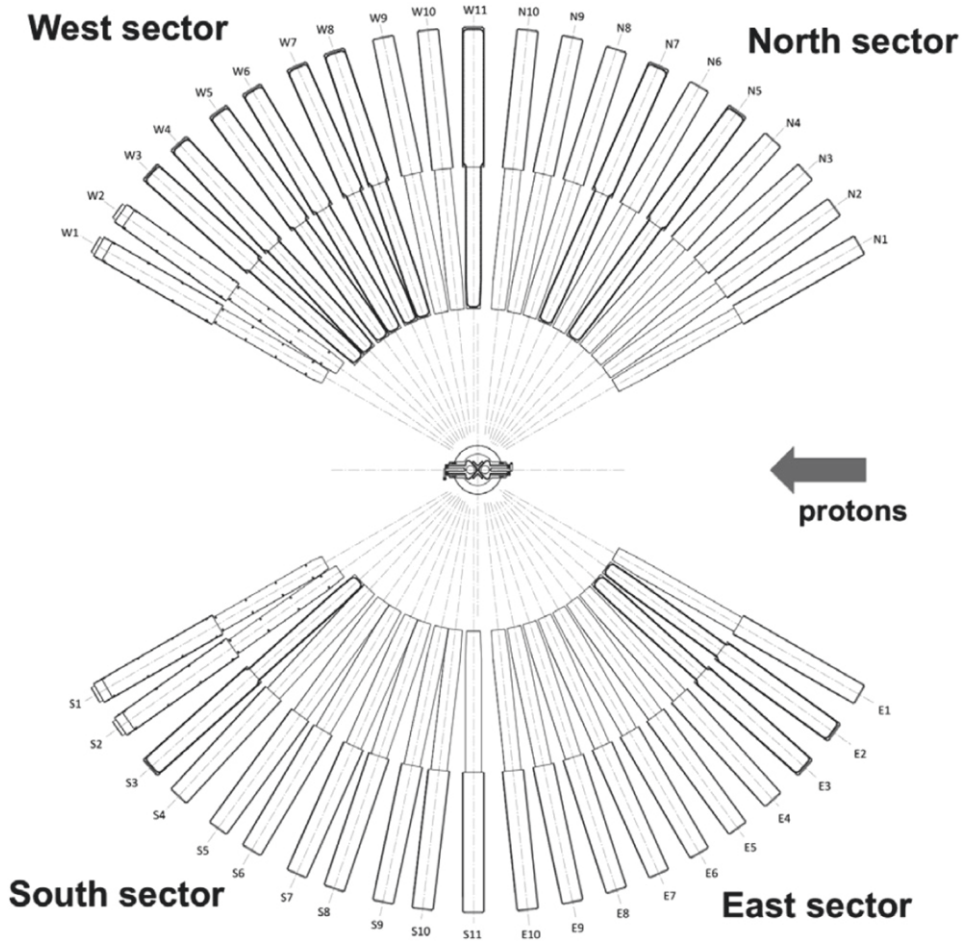 West sector
North sector
W1
W2
W3
W4
W5
W6
W7
W8
W9
W10
W11
N10
N9
N8
N7
N6
N5
N4
N3
N2
N1
protons
S1
S2
S3
S4
S5
S6
S7
S8
S9
S10
S11
E10
E9
E8
E7
E6
E5
E4
E3
E2
E1
South sector
East sector